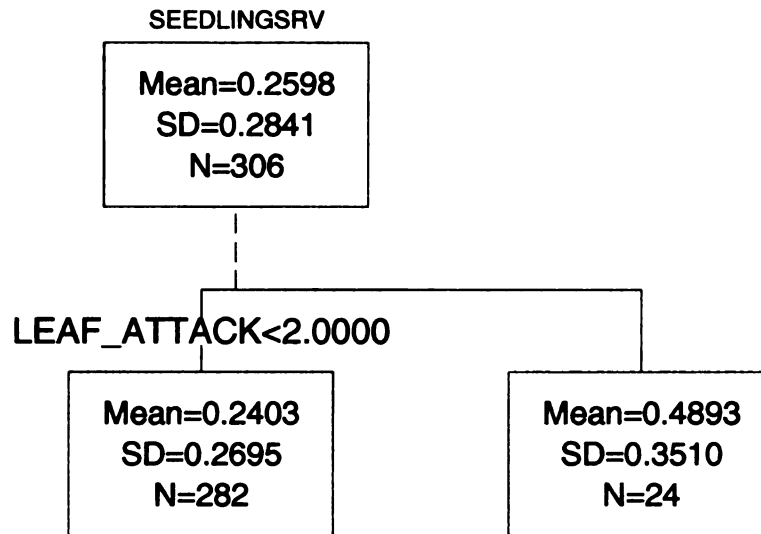 SEEDLINGSRV
Mean=0.2598
SD=0.2841
N=306
LEAF_ATTACK<2.0000
Mean=0.2403
SD=0.2695
N=282
Mean=0.4893
SD=0.3510
N=24